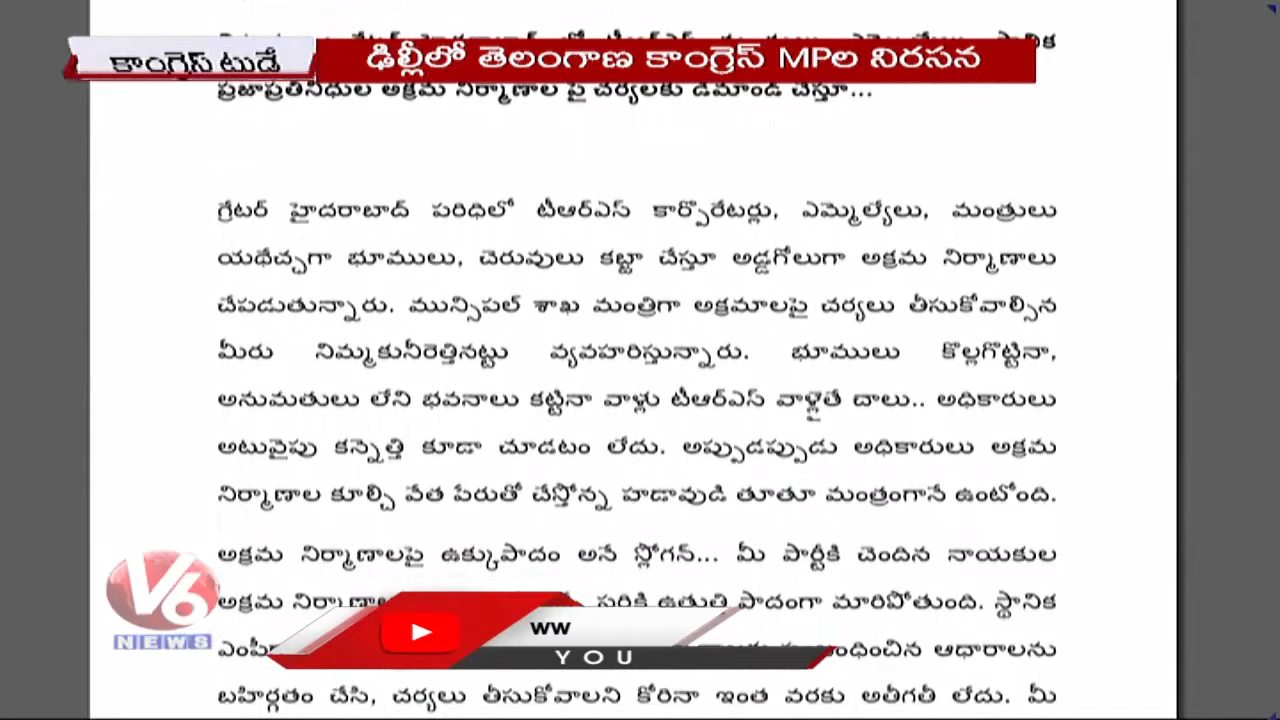 కాంగ్రెస్ టుడే
ఢిల్లీలో తెలంగాణ కాంగ్రెస్ MPల నిరసన
ప్రజాప్రతినిధుల అక్రమ నిర్మాణాల పై చర్యలకు డిమాండ్ చేస్తూ...
గ్రేటర్ హైదరాబాద్ పరిధిలో టీఆర్ఎస్ కార్పొరేటర్లు, ఎమ్మెల్యేలు, మంత్రులు
యథేచ్ఛగా భూములు, చెరువులు కబ్జా చేస్తూ అడ్డగోలుగా అక్రమ నిర్మాణాలు
చేపడుతున్నారు. మున్సిపల్ శాఖ మంత్రిగా అక్రమాలపై చర్యలు తీసుకోవాల్సిన
మీరు నిమ్మకునీరెత్తినట్టు వ్యవహరిస్తున్నారు. భూములు కొల్లగొట్టినా,
అనుమతులు లేని భవనాలు కట్టినా వాళ్లు టీఆర్ఎస్ వాళ్లైతే చాలు.. అధికారులు
అటువైపు కన్నెత్తి కూడా చూడటం లేదు. అప్పుడప్పుడు అధికారులు అక్రమ
నిర్మాణాల కూల్చి వేత పేరుతో చేస్తోన్న హడావుడి తూతూ మంత్రంగానే ఉంటోంది.
అక్రమ నిర్మాణాలపై ఉక్కుపాదం అనే స్లోగన్... మీ పార్టీకి చెందిన నాయకుల
అక్రమ సరికి ఉత్తుత్తి పాదంగా మారిపోతుంది. స్థానిక
ఆధారాలను
బహిర్గతం చేసి, చర్యలు తీసుకోవాలని కోరినా ఇంత వరకు అతీగతీ లేదు. మీ
V6
NEWS
ww
YOU